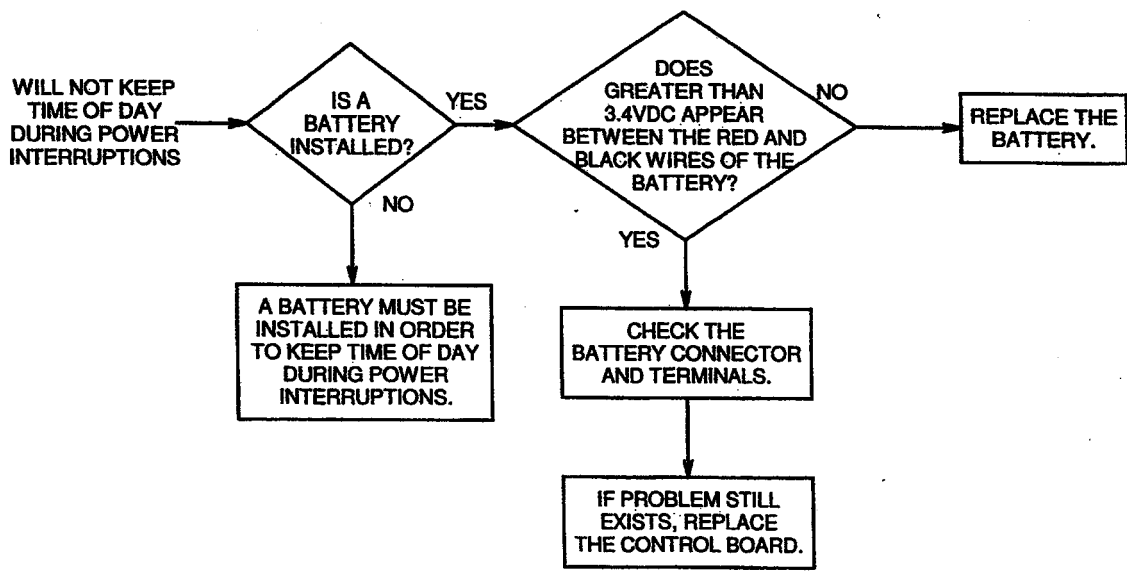 WILL NOT KEEP
TIME OF DAY
DURING POWER
INTERRUPTIONS
IS A
BATTERY
INSTALLED?
YES
NO
A BATTERY MUST BE
INSTALLED IN ORDER
TO KEEP TIME OF DAY
DURING POWER
INTERRUPTIONS.
DOES
GREATER THAN
3.4VDC APPEAR
BETWEEN THE RED AND
BLACK WIRES OF THE
BATTERY?
NO
REPLACE THE
BATTERY.
YES
CHECK THE
BATTERY CONNECTOR
AND TERMINALS.
IF PROBLEM STILL
EXISTS, REPLACE
THE CONTROL BOARD.